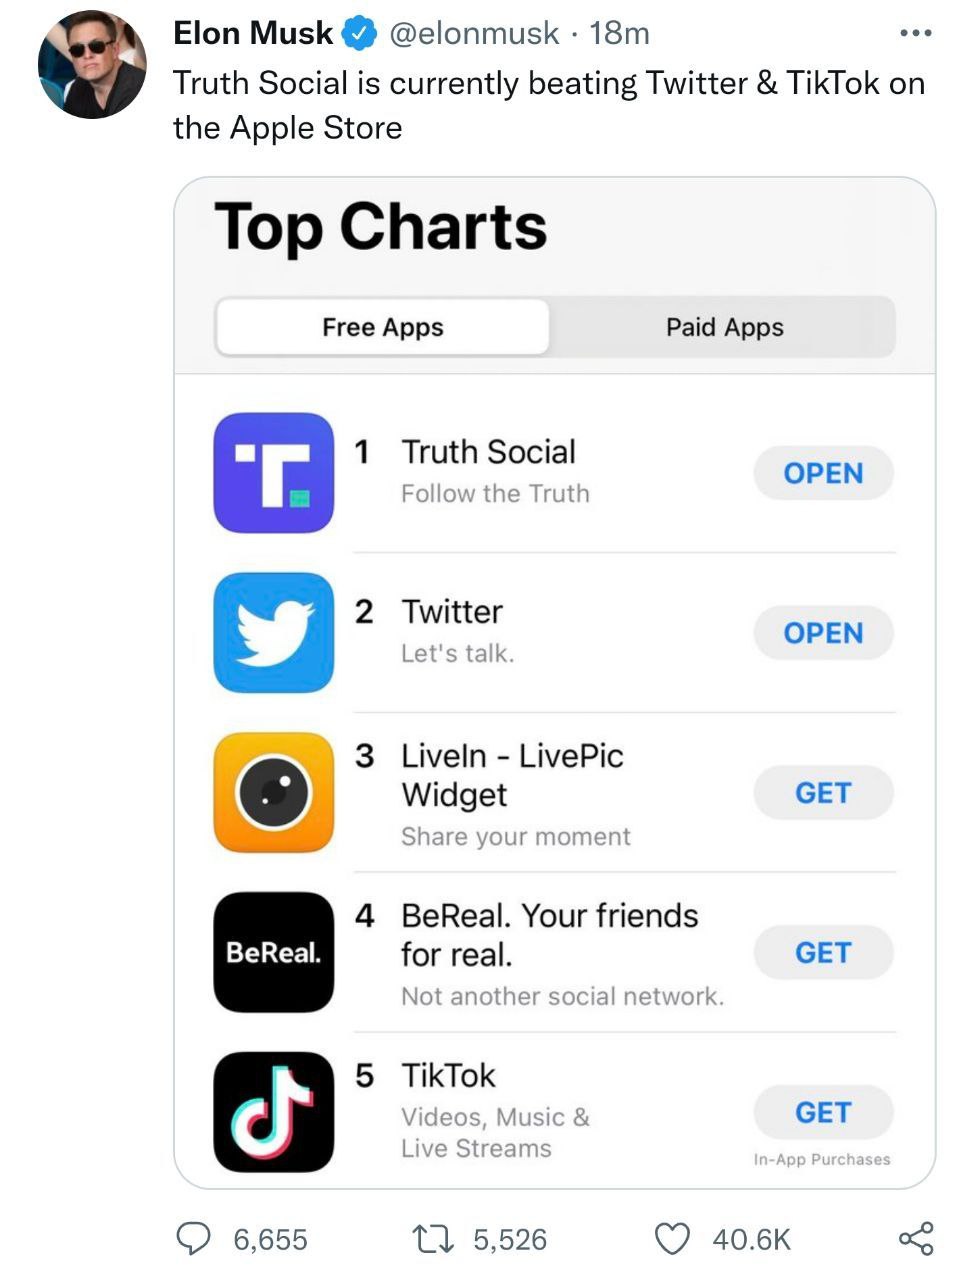 Elon Musk @elonmusk · 18m
Truth Social is currently beating Twitter & TikTok on
the Apple Store
Top Charts
Free Apps Paid Apps
1 Truth Social
Follow the Truth
OPEN
2 Twitter
Let's talk.
OPEN
3 LiveIn - LivePic
Widget
Share your moment
GET
BeReal.
4 BeReal. Your friends
for real.
Not another social network.
GET
5 TikTok
Videos, Music &
Live Streams
GET
In-App Purchases
6,655 5,526 40.6K